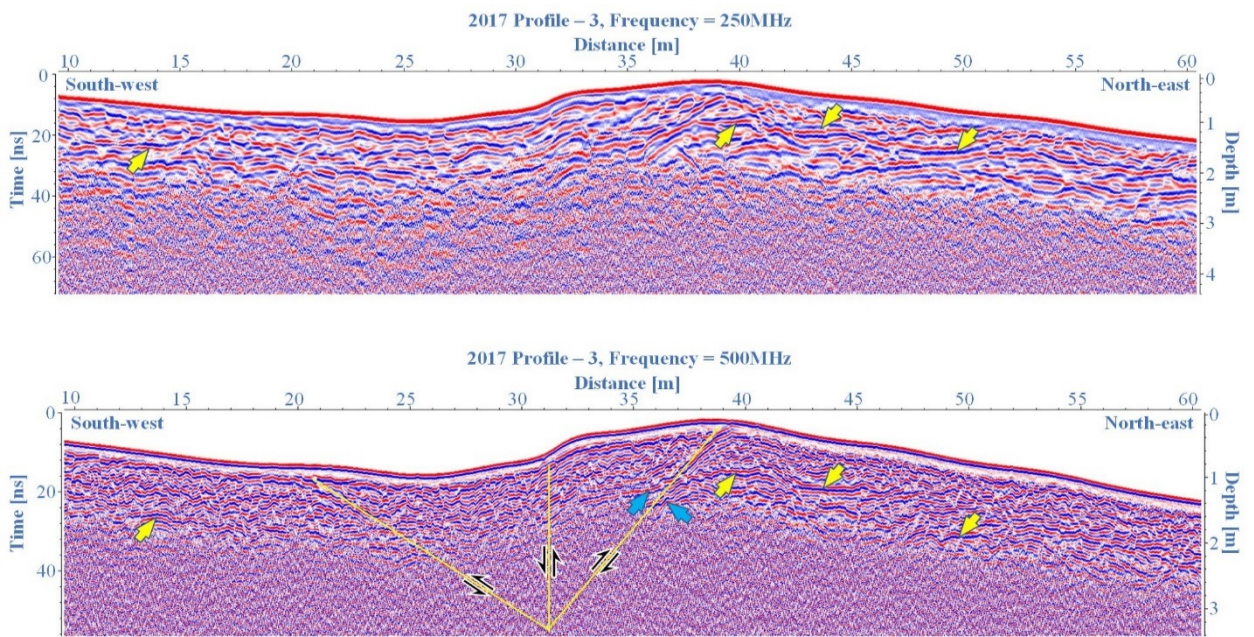 2017 Profile – 3, Frequency = 250MHz
Distance [m]
10 15 20 25 30 35 40 45 50 55 60
South-west North-east
Time [ns]
0
20
40
60
Depth [m]
0
1
2
3
4
2017 Profile – 3, Frequency = 500MHz
Distance [m]
10 15 20 25 30 35 40 45 50 55 60
South-west North-east
Time [ns]
0
20
40
Depth [m]
0
1
2
3